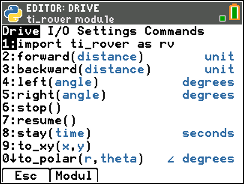 EDITOR: DRIVE
ti_rover module
Drive I/O Settings Commands
1:import ti_rover as rv
2:forward(distance) unit
3:backward(distance) unit
4:left(angle) degrees
5:right(angle) degrees
6:stop()
7:resume()
8:stay(time) seconds
9:to_xy(x,y)
0↓to_polar(r,theta) ∠ degrees
Esc Modul